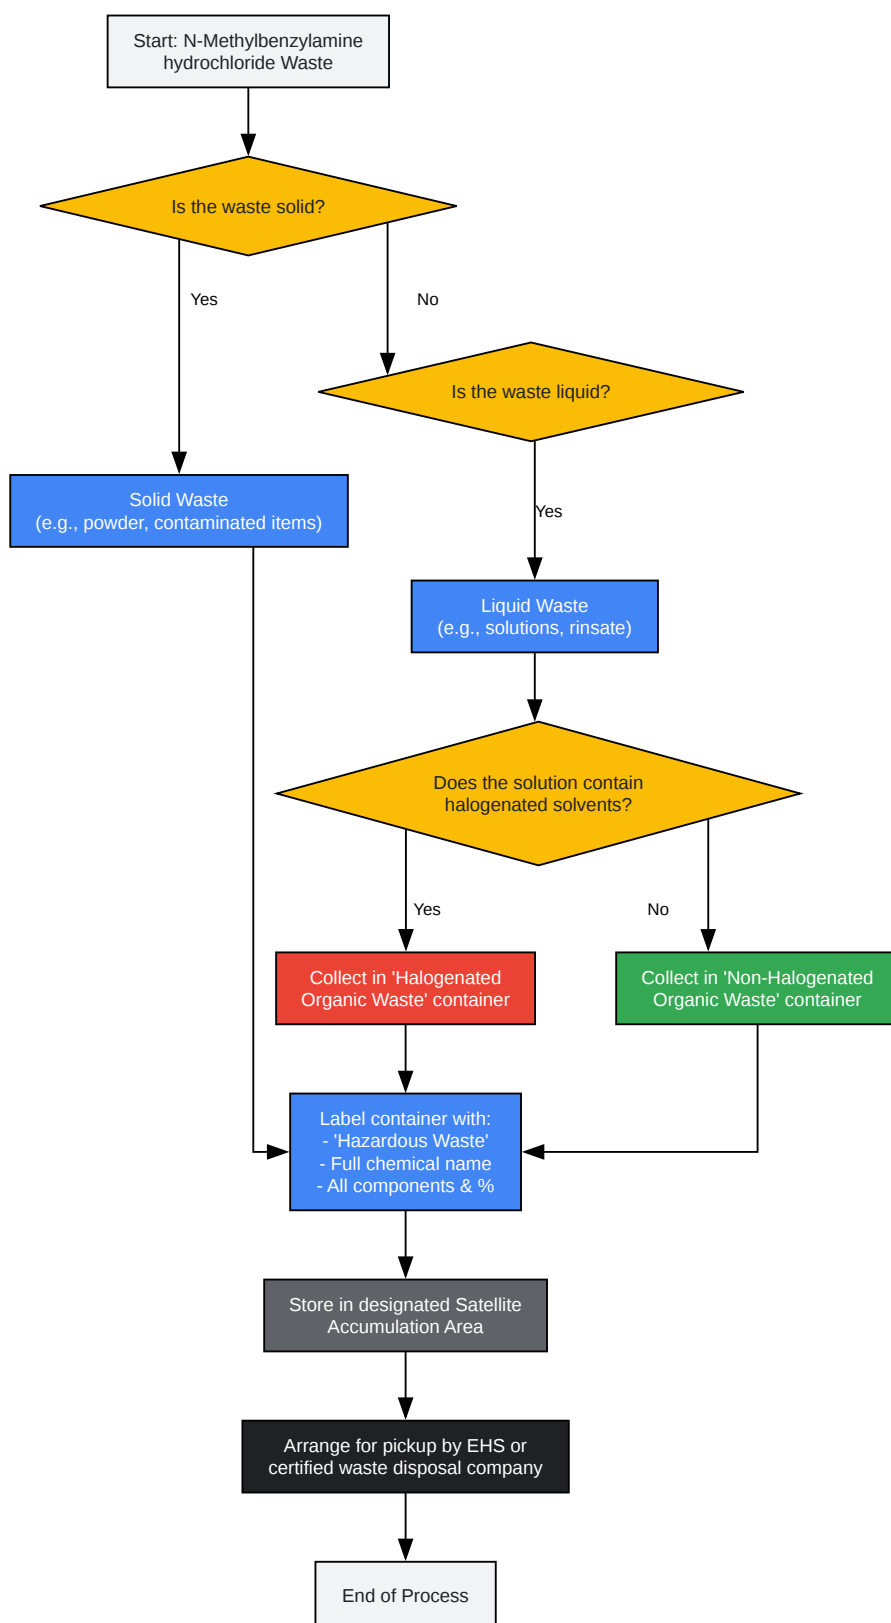 Start: N-Methylbenzylamine
hydrochloride Waste
Is the waste solid?
Yes
No
Is the waste liquid?
Solid Waste
(e.g., powder, contaminated items)
Yes
Liquid Waste
(e.g., solutions, rinsate)
Does the solution contain
halogenated solvents?
Yes
No
Collect in 'Halogenated
Organic Waste' container
Collect in 'Non-Halogenated
Organic Waste' container
Label container with:
- 'Hazardous Waste'
- Full chemical name
- All components & %
Store in designated Satellite
Accumulation Area
Arrange for pickup by EHS or
certified waste disposal company
End of Process